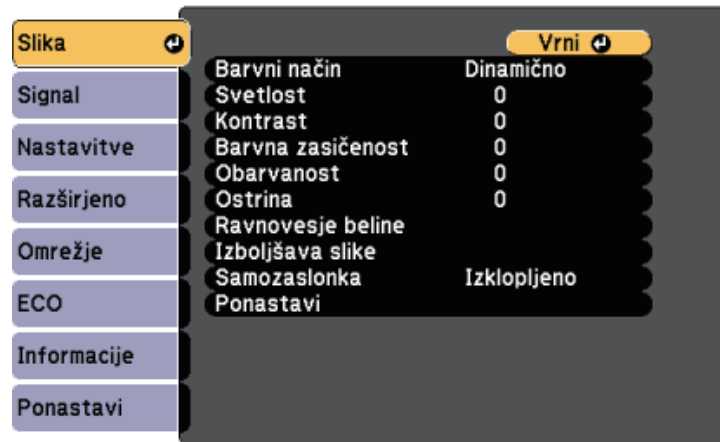 Slika
Signal
Nastavitve
Razširjeno
Omrežje
ECO
Informacije
Ponastavi
Vrni
Barvni način Dinamično
Svetlost 0
Kontrast 0
Barvna zasičenost 0
Obarvanost 0
Ostrina 0
Ravnovesje beline
Izboljšava slike
Samozaslonka Izklopljeno
Ponastavi